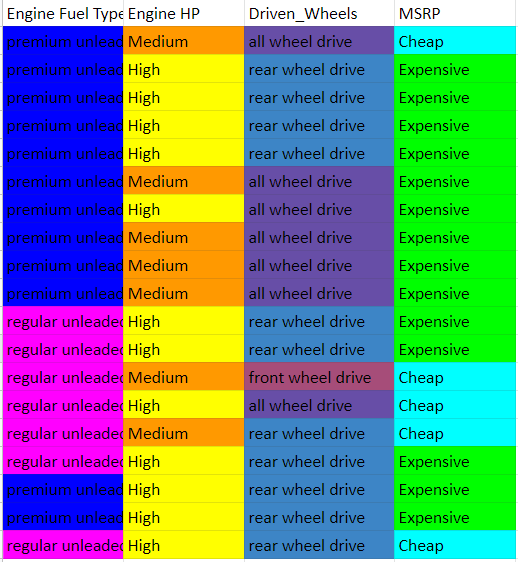 Engine Fuel Type Engine HP Driven_Wheels MSRP
premium unlead Medium all wheel drive Cheap
premium unlead High rear wheel drive Expensive
premium unlead High rear wheel drive Expensive
premium unlead High rear wheel drive Expensive
premium unlead High rear wheel drive Expensive
premium unlead Medium all wheel drive Expensive
premium unlead High all wheel drive Expensive
premium unlead Medium all wheel drive Expensive
premium unlead Medium all wheel drive Expensive
premium unlead Medium all wheel drive Expensive
regular unleaded High rear wheel drive Expensive
regular unleaded High rear wheel drive Expensive
regular unleaded Medium front wheel drive Cheap
regular unleaded High all wheel drive Cheap
regular unleaded Medium rear wheel drive Cheap
regular unleaded High rear wheel drive Expensive
premium unlead High rear wheel drive Expensive
premium unlead High rear wheel drive Expensive
regular unleaded High rear wheel drive Cheap